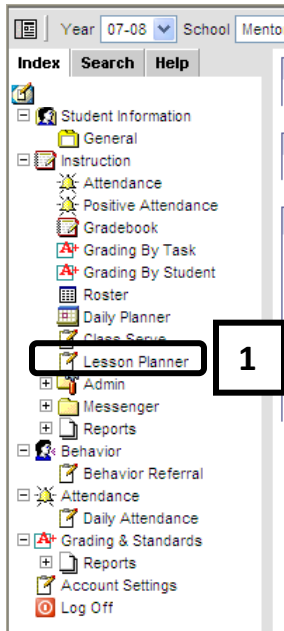 Year 07-08 School Mento
Index Search Help
Student Information
General
Instruction
Attendance
Positive Attendance
Gradebook
A+ Grading By Task
A+ Grading By Student
Roster
Daily Planner
Class Serve
Lesson Planner
1
Admin
Messenger
Reports
Behavior
Behavior Referral
Attendance
Daily Attendance
A+ Grading & Standards
Reports
Account Settings
Log Off